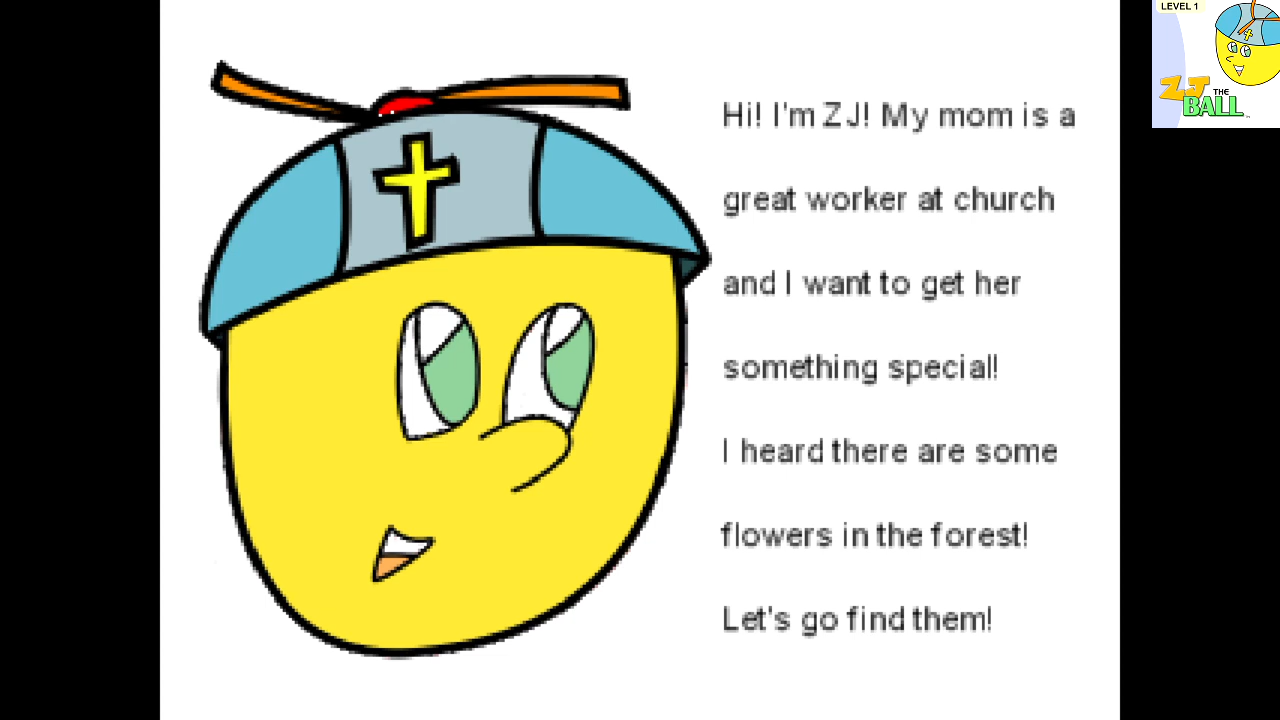 LEVEL 1
ZJ THE BALL™
Hi! I'm ZJ! My mom is a
great worker at church
and I want to get her
something special!
I heard there are some
flowers in the forest!
Let's go find them!